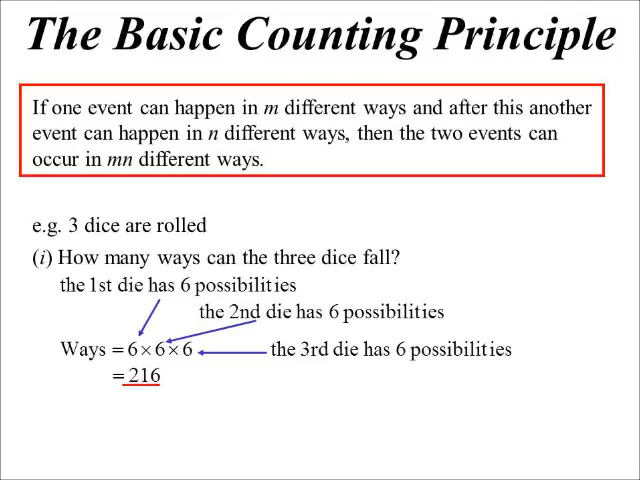 The Basic Counting Principle
If one event can happen in m different ways and after this another
event can happen in n different ways, then the two events can
occur in mn different ways.
e.g. 3 dice are rolled
(i) How many ways can the three dice fall?
the 1st die has 6 possibilities
the 2nd die has 6 possibilities
Ways = 6 × 6 × 6 the 3rd die has 6 possibilities
= 216